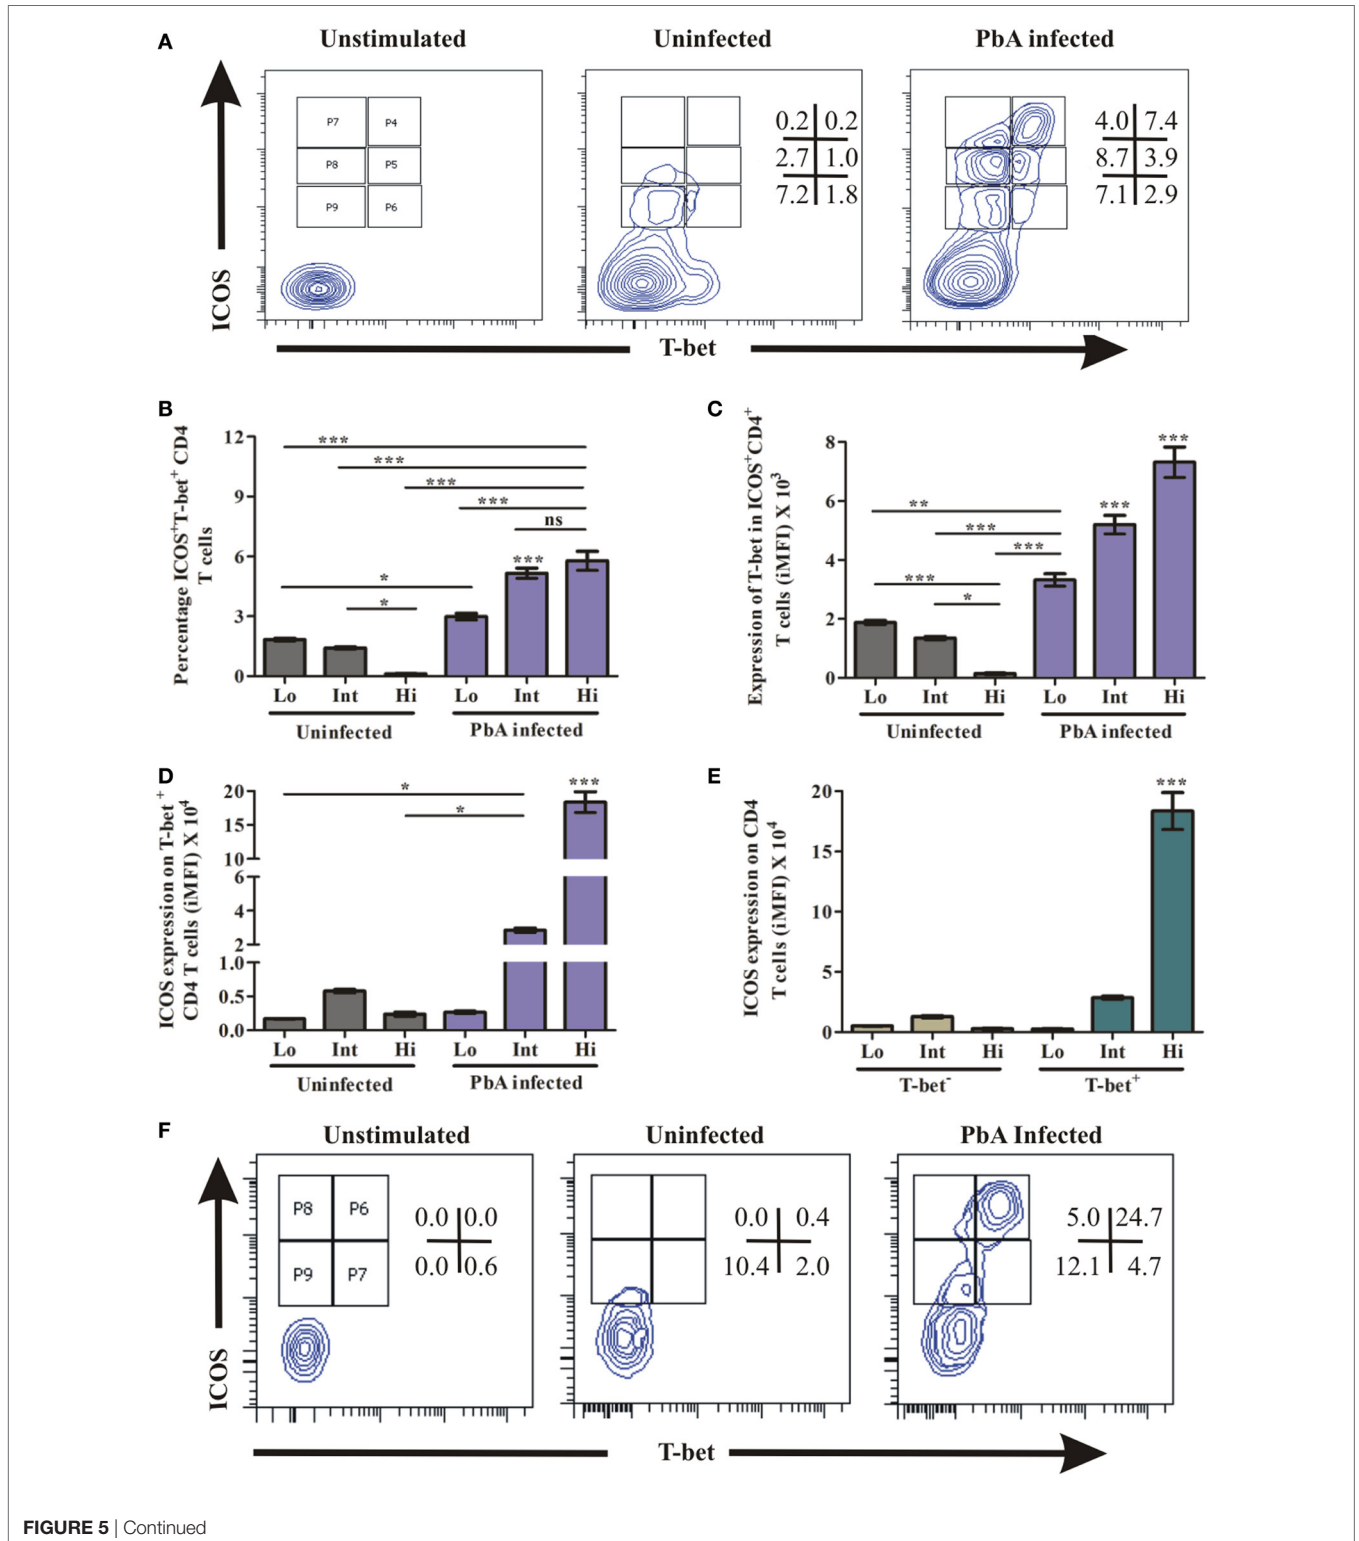 A
Unstimulated Uninfected PbA infected
P7 P4
P8 P5
P9 P6
0.2 0.2
2.7 1.0
7.2 1.8
4.0 7.4
8.7 3.9
7.1 2.9
ICOS
T-bet
B
Percentage ICOS+T-bet+ CD4
T cells
12
9
6
3
0
***
***
***
***
ns
***
*
*
Lo Int Hi Lo Int Hi
Uninfected PbA infected
C
Expression of T-bet in ICOS+CD4+
T cells (iMFI) X 10³
8
6
4
2
0
***
***
**
***
***
***
*
Lo Int Hi Lo Int Hi
Uninfected PbA infected
D
ICOS expression on T-bet +
CD4 T cells (iMFI) X 10⁴
20
15
10
6
4
2
1.0
0.5
0.0
***
*
*
Lo Int Hi Lo Int Hi
Uninfected PbA infected
E
ICOS expression on CD4
T cells (iMFI) X 10⁴
20
15
10
5
0
***
Lo Int Hi Lo Int Hi
T-bet- T-bet+
F
Unstimulated Uninfected PbA Infected
P8 P6
P9 P7
0.0 0.0
0.0 0.6
0.0 0.4
10.4 2.0
5.0 24.7
12.1 4.7
ICOS
T-bet
FIGURE 5 | Continued